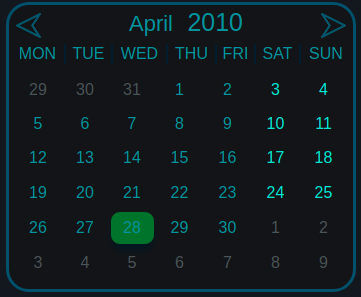 April 2010
MON TUE WED THU FRI SAT SUN
29 30 31 1 2 3 4
5 6 7 8 9 10 11
12 13 14 15 16 17 18
19 20 21 22 23 24 25
26 27 28 29 30 1 2
3 4 5 6 7 8 9